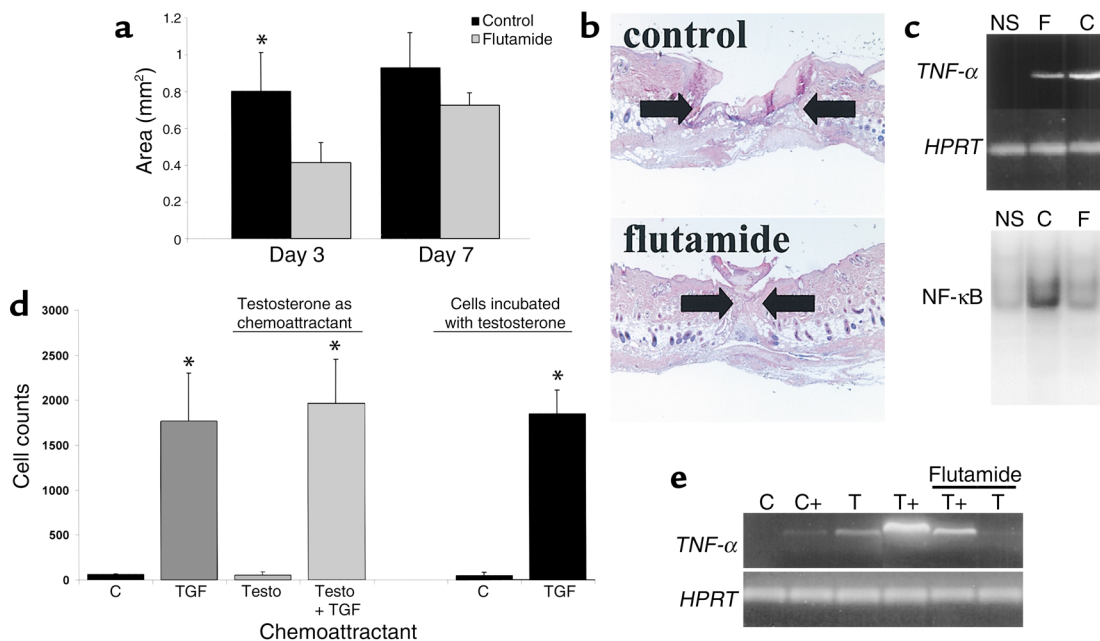 a
Area (mm²)
1.2
1
0.8
0.6
0.4
0.2
0
*
Control
Flutamide
Day 3
Day 7
b
control
flutamide
c
NS F C
TNF-α
HPRT
NS C F
NF-κB
d
Cell counts
3000
2500
2000
1500
1000
500
0
Testosterone as
chemoattractant
Cells incubated
with testosterone
*
*
*
C TGF Testo Testo
+ TGF
C TGF
Chemoattractant
e
Flutamide
C C+ T T+ T+ T
TNF-α
HPRT